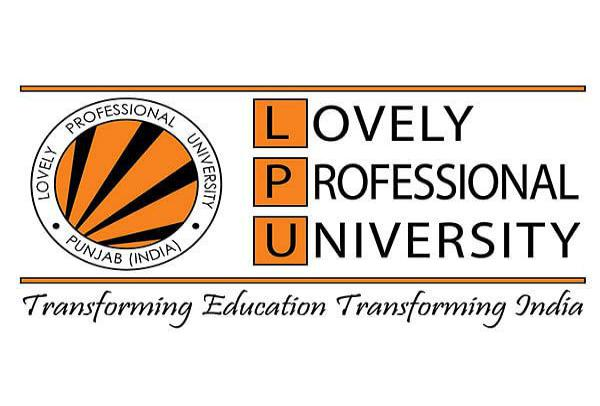 LOVELY PROFESSIONAL UNIVERSITY
• PUNJAB (INDIA) •
LOVELY
PROFESSIONAL
UNIVERSITY
Transforming Education Transforming India